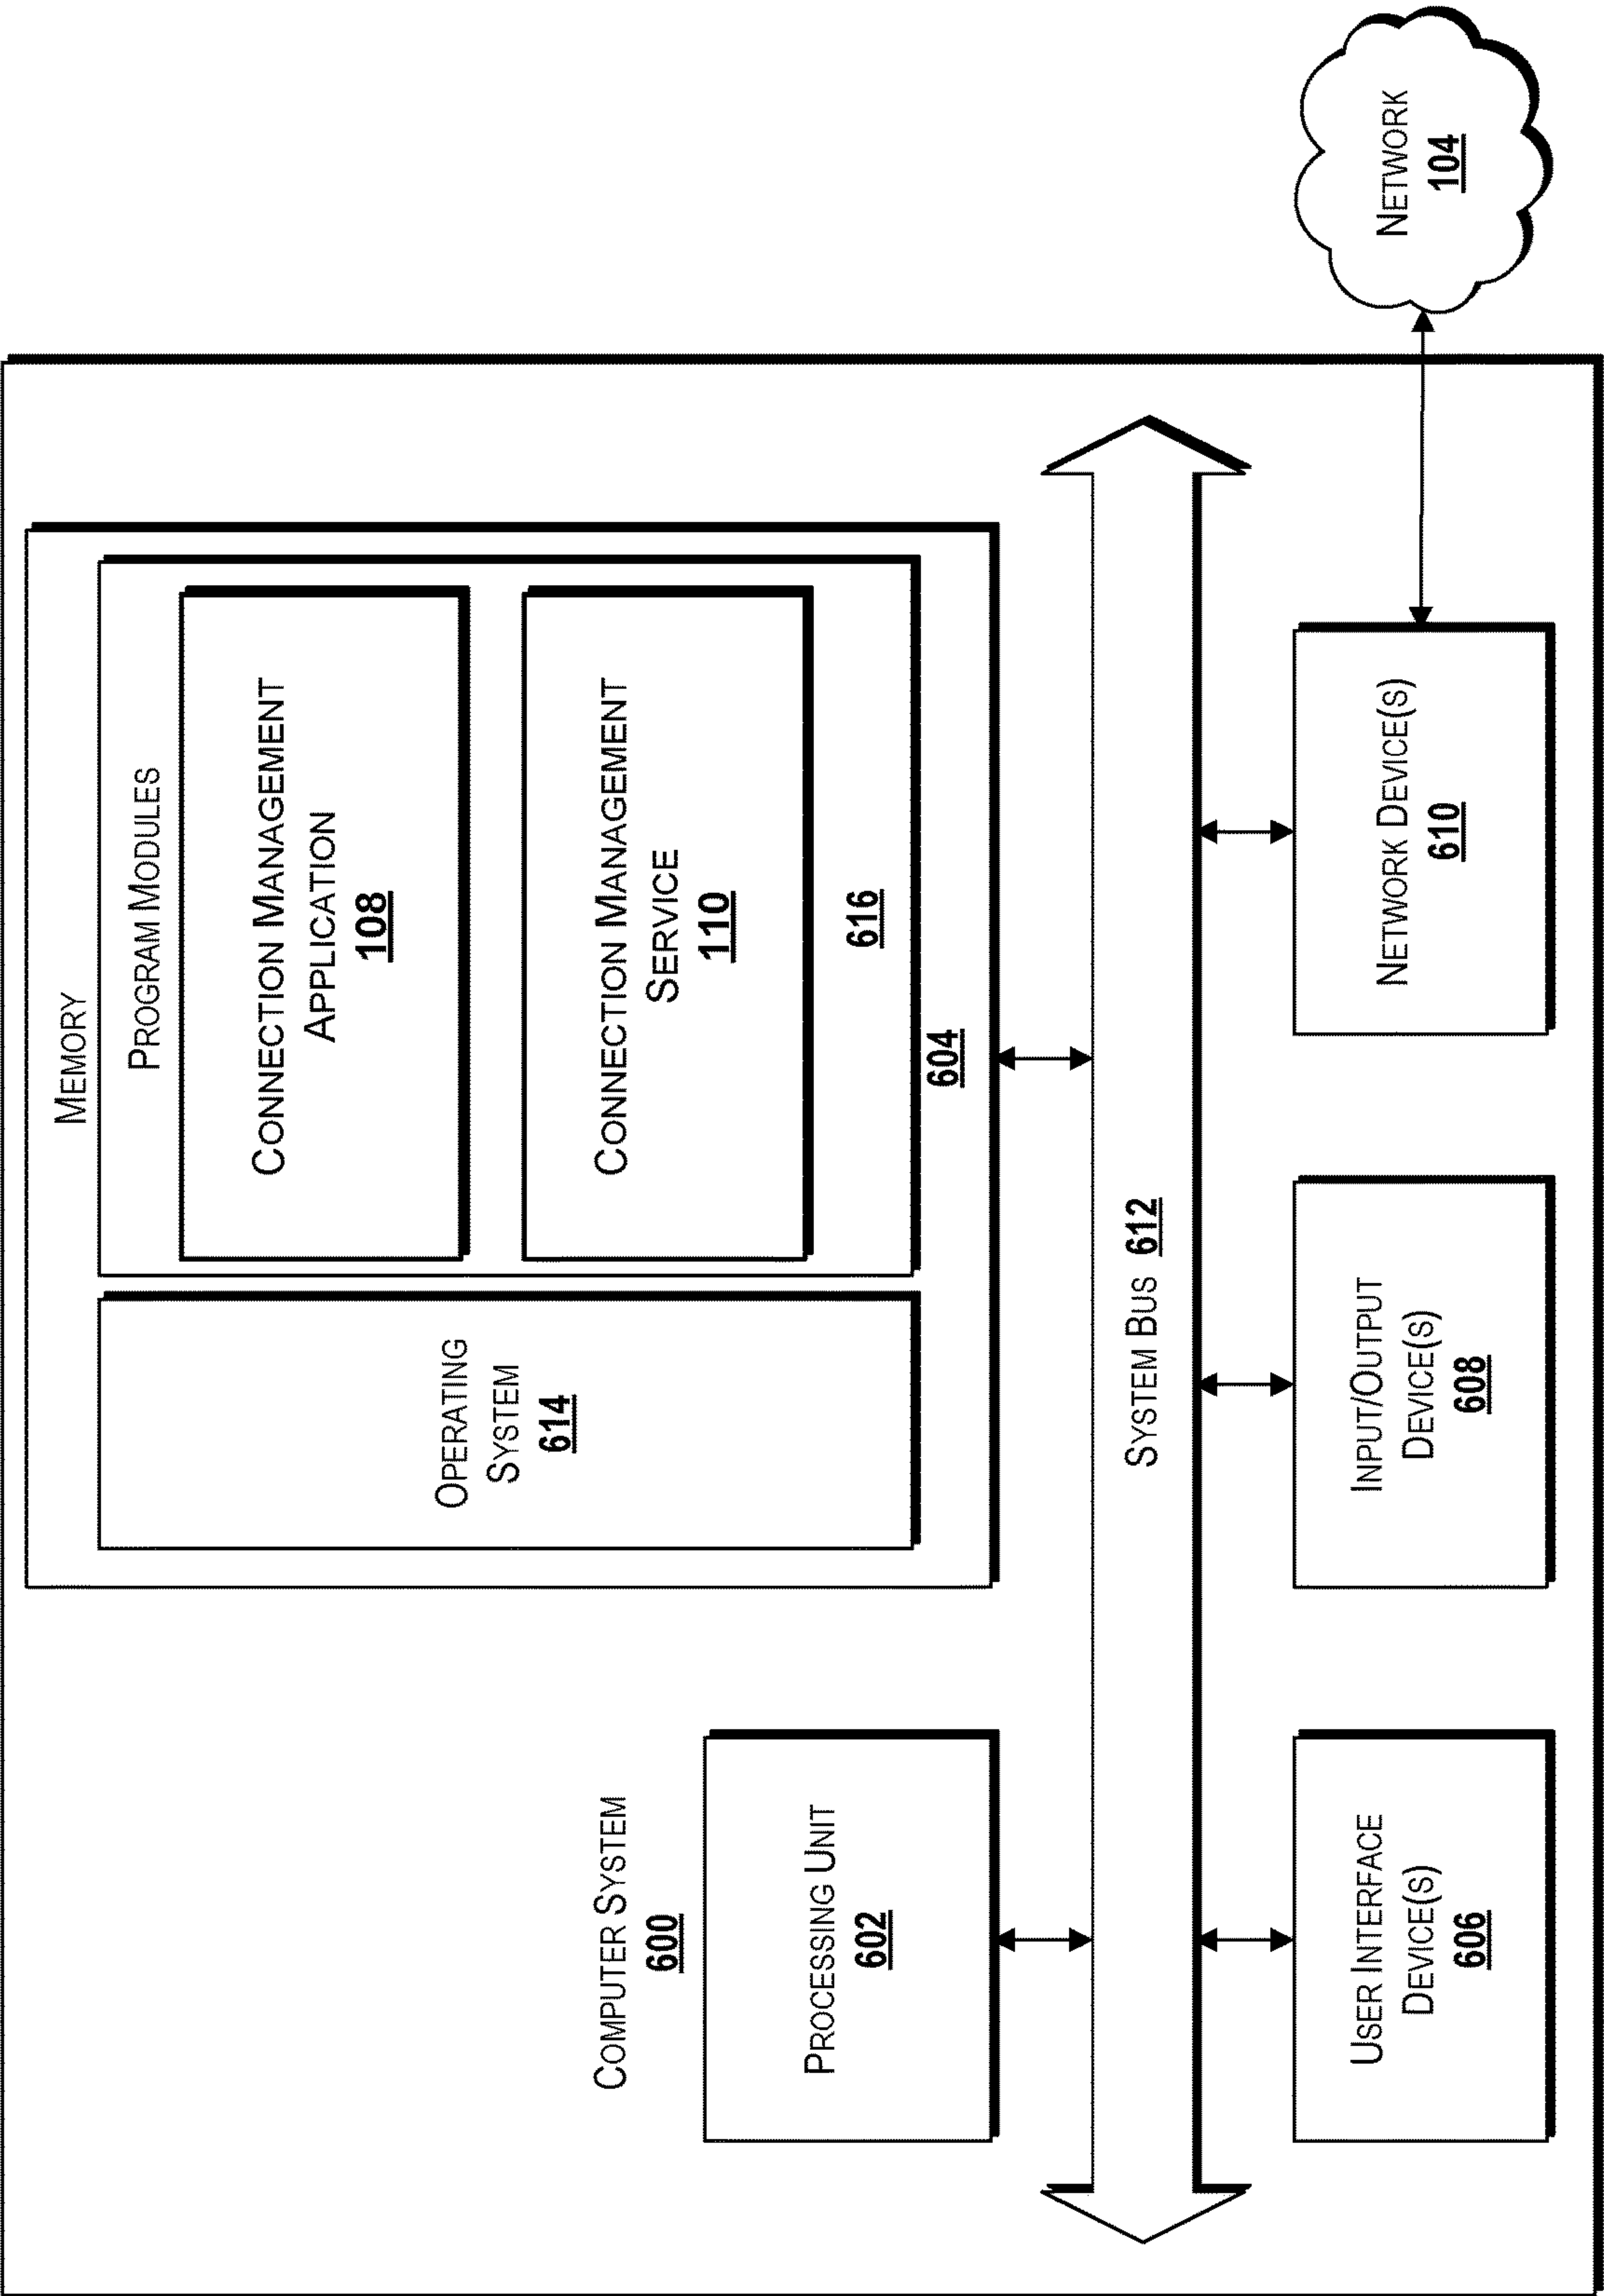 COMPUTER SYSTEM
600
PROCESSING UNIT
602
MEMORY
OPERATING
SYSTEM
614
PROGRAM MODULES
CONNECTION MANAGEMENT
APPLICATION
108
CONNECTION MANAGEMENT
SERVICE
110
616
604
SYSTEM BUS 612
USER INTERFACE
DEVICE(S)
606
INPUT/OUTPUT
DEVICE(S)
608
NETWORK DEVICE(S)
610
NETWORK
104